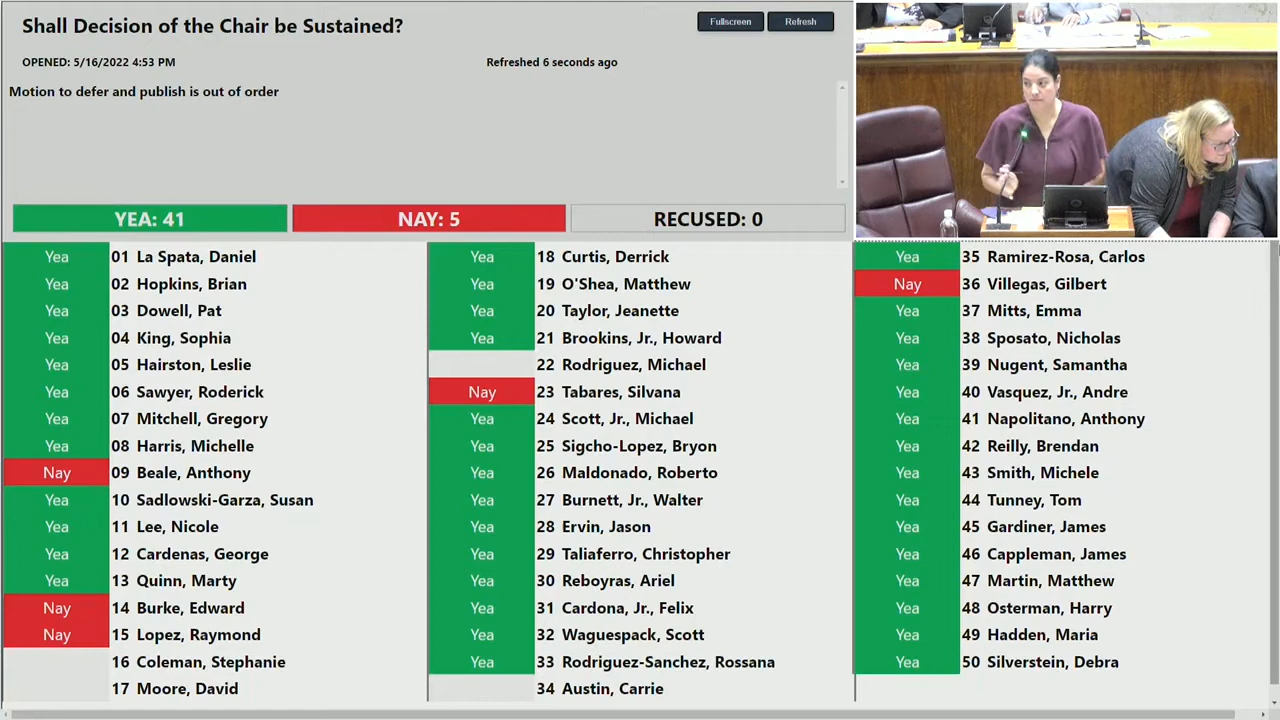 Shall Decision of the Chair be Sustained?
Fullscreen
Refresh
OPENED: 5/16/2022 4:53 PM
Refreshed 6 seconds ago
Motion to defer and publish is out of order
YEA: 41
NAY: 5
RECUSED: 0
Yea 01 La Spata, Daniel
Yea 02 Hopkins, Brian
Yea 03 Dowell, Pat
Yea 04 King, Sophia
Yea 05 Hairston, Leslie
Yea 06 Sawyer, Roderick
Yea 07 Mitchell, Gregory
Yea 08 Harris, Michelle
Nay 09 Beale, Anthony
Yea 10 Sadlowski-Garza, Susan
Yea 11 Lee, Nicole
Yea 12 Cardenas, George
Yea 13 Quinn, Marty
Nay 14 Burke, Edward
Nay 15 Lopez, Raymond
16 Coleman, Stephanie
17 Moore, David
Yea 18 Curtis, Derrick
Yea 19 O'Shea, Matthew
Yea 20 Taylor, Jeanette
Yea 21 Brookins, Jr., Howard
22 Rodriguez, Michael
Nay 23 Tabares, Silvana
Yea 24 Scott, Jr., Michael
Yea 25 Sigcho-Lopez, Bryon
Yea 26 Maldonado, Roberto
Yea 27 Burnett, Jr., Walter
Yea 28 Ervin, Jason
Yea 29 Taliaferro, Christopher
Yea 30 Reboyras, Ariel
Yea 31 Cardona, Jr., Felix
Yea 32 Waguespack, Scott
Yea 33 Rodriguez-Sanchez, Rossana
34 Austin, Carrie
Yea 35 Ramirez-Rosa, Carlos
Nay 36 Villegas, Gilbert
Yea 37 Mitts, Emma
Yea 38 Sposato, Nicholas
Yea 39 Nugent, Samantha
Yea 40 Vasquez, Jr., Andre
Yea 41 Napolitano, Anthony
Yea 42 Reilly, Brendan
Yea 43 Smith, Michele
Yea 44 Tunney, Tom
Yea 45 Gardiner, James
Yea 46 Cappleman, James
Yea 47 Martin, Matthew
Yea 48 Osterman, Harry
Yea 49 Hadden, Maria
Yea 50 Silverstein, Debra